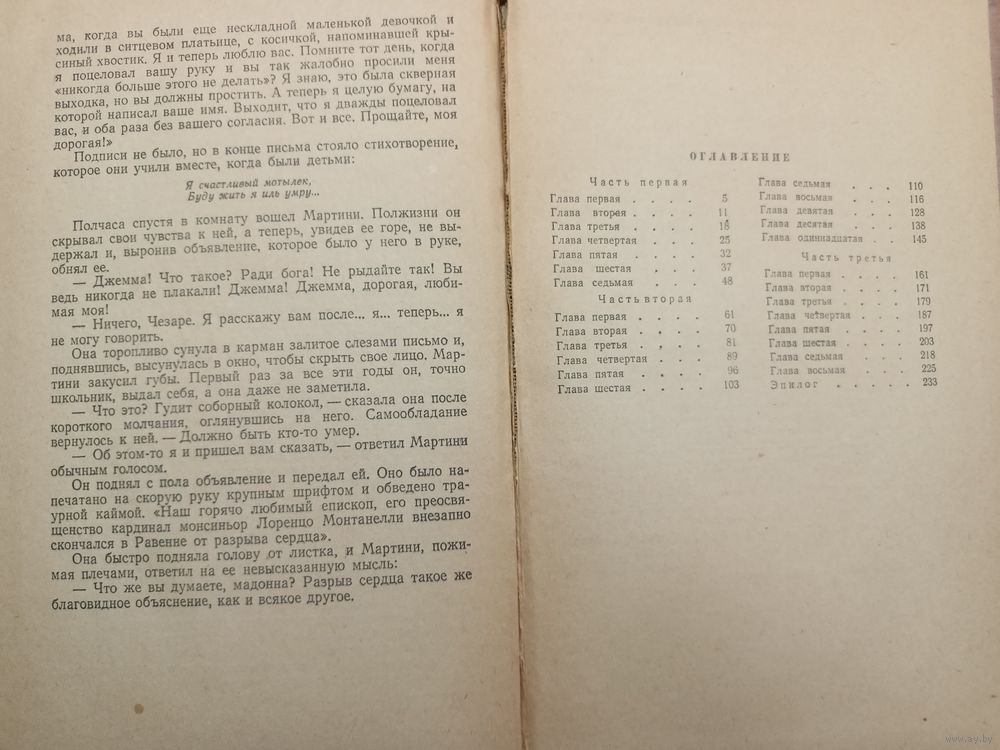 ма, когда вы были еще нескладной маленькой девочкой и
ходили в ситцевом платьице, с косичкой, напоминавшей кры-
синый хвостик. Я и теперь люблю вас. Помните тот день, когда
я поцеловал вашу руку и вы так жалобно просили меня
«никогда больше этого не делать»? Я знаю, это была скверная
выходка, но вы должны простить. А теперь я целую бумагу, на
которой написал ваше имя. Выходит, что я дважды поцеловал
вас, и оба раза без вашего согласия. Вот и все. Прощайте, моя
дорогая!»
Подписи не было, но в конце письма стояло стихотворение,
которое они учили вместе, когда были детьми:
Я счастливый мотылек,
Буду жить я иль умру...
Полчаса спустя в комнату вошел Мартини. Полжизни он
скрывал свои чувства к ней, а теперь, увидев ее горе, не вы-
держал и, выронив объявление, которое было у него в руке,
обнял ее.
— Джемма! Что такое? Ради бога! Не рыдайте так! Вы
ведь никогда не плакали! Джемма! Джемма, дорогая, люби-
мая моя!
— Ничего, Чезаре. Я расскажу вам после... я... теперь... я
не могу говорить.
Она торопливо сунула в карман залитое слезами письмо и,
поднявшись, высунулась в окно, чтобы скрыть свое лицо. Мар-
тини закусил губы. Первый раз за все эти годы он, точно
школьник, выдал себя, а она даже не заметила.
— Что это? Гудит соборный колокол, — сказала она после
короткого молчания, оглянувшись на него. Самообладание
вернулось к ней. — Должно быть кто-то умер.
— Об этом-то я и пришел вам сказать, — ответил Мартини
обычным голосом.
Он поднял с пола объявление и передал ей. Оно было на-
печатано на скорую руку крупным шрифтом и обведено тра-
урной каймой. «Наш горячо любимый епископ, его преосвя-
щенство кардинал монсиньор Лоренцо Монтанелли внезапно
скончался в Равенне от разрыва сердца».
Она быстро подняла голову от листка, и Мартини, пожи-
мая плечами, ответил на ее невысказанную мысль:
— Что же вы думаете, мадонна? Разрыв сердца такое же
благовидное объяснение, как и всякое другое.
ОГЛАВЛЕНИЕ
Часть первая
Глава первая . . . . 5
Глава вторая . . . . 11
Глава третья . . . . 18
Глава четвертая . . . 25
Глава пятая . . . . 32
Глава шестая . . . 37
Глава седьмая . . . 48
Часть вторая
Глава первая . . . . 61
Глава вторая . . . . 70
Глава третья . . . . 81
Глава четвертая . . . 89
Глава пятая . . . . 96
Глава шестая . . . . 103
Глава седьмая . . . 110
Глава восьмая . . . 116
Глава девятая . . . 128
Глава десятая . . . 138
Глава одиннадцатая . . 145
Часть третья
Глава первая . . . . 161
Глава вторая . . . . 171
Глава третья . . . . 179
Глава четвертая . . . 187
Глава пятая . . . . 197
Глава шестая . . . . 203
Глава седьмая . . . 218
Глава восьмая . . . 225
Эпилог . . . . . 233
www.ay.by